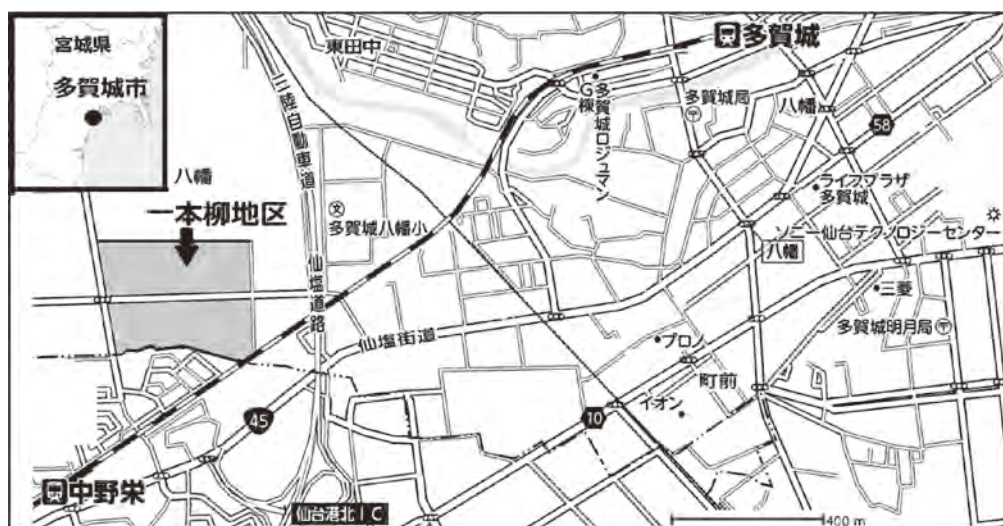 宮城県
多賀城市
八幡
一本柳地区
東田中
三陸自動車道
仙塩道路
多賀城八幡小
文
多賀城
多賀城ロジュマン
G棟
多賀城局
八幡
58
ライフプラザ
多賀城
ソニー仙台テクノロジーセンター
八幡
三菱
多賀城明月局
仙塩街道
プロノ
町前
イオン
10
45
中野栄
仙台港北IC
400m